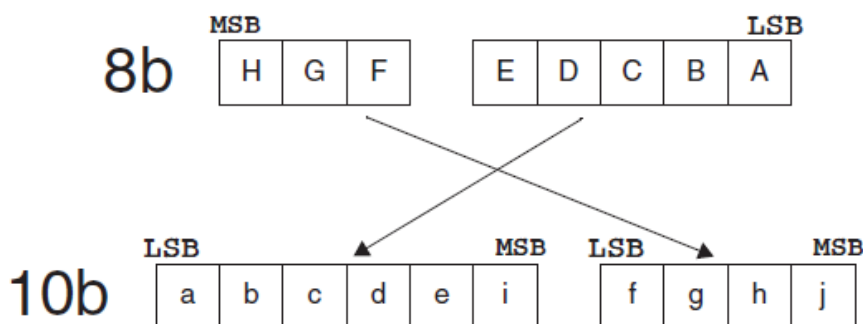 MSB LSB
8b H G F E D C B A
LSB MSB LSB MSB
10b a b c d e i f g h j